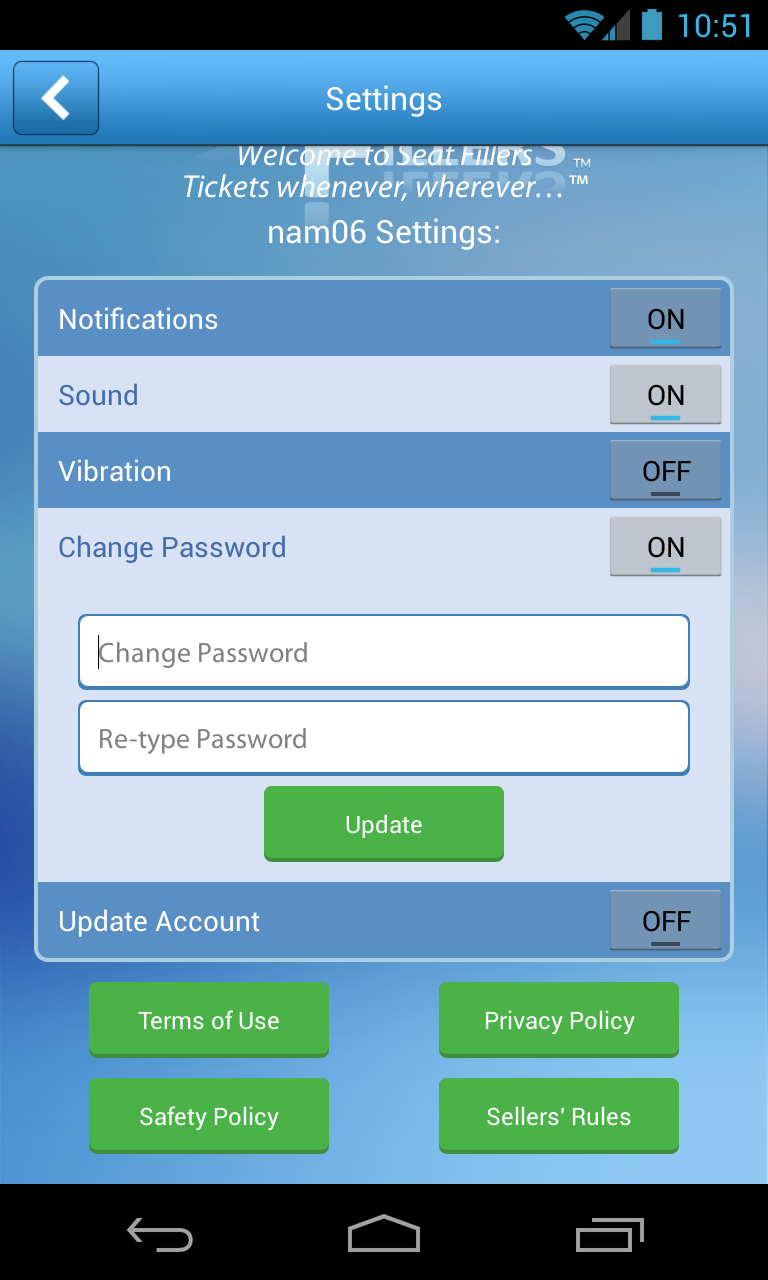 10:51
Settings
FILLERS™
Welcome to Seat Fillers
Tickets whenever, wherever…™
nam06 Settings:
Notifications ON
Sound ON
Vibration OFF
Change Password ON
Change Password
Re-type Password
Update
Update Account OFF
Terms of Use Privacy Policy
Safety Policy Sellers' Rules